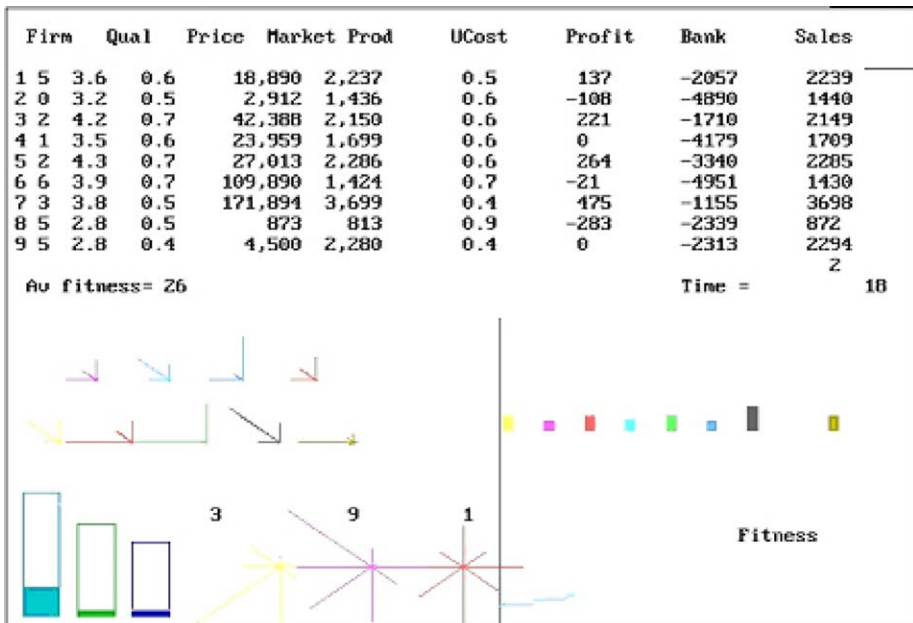 Firm Qual Price Market Prod UCost Profit Bank Sales
1 5 3.6 0.6 18,890 2,237 0.5 137 -2057 2239
2 0 3.2 0.5 2,912 1,436 0.6 -108 -4890 1440
3 2 4.2 0.7 42,388 2,150 0.6 221 -1710 2149
4 1 3.5 0.6 23,959 1,699 0.6 0 -4179 1709
5 2 4.3 0.7 27,013 2,286 0.6 264 -3340 2285
6 6 3.9 0.7 109,890 1,424 0.7 -21 -4951 1430
7 3 3.8 0.5 171,894 3,699 0.4 475 -1155 3698
8 5 2.8 0.5 873 813 0.9 -283 -2339 872
9 5 2.8 0.4 4,500 2,280 0.4 0 -2313 2294
2
Av fitness= 26 Time = 18
3 9 1
Fitness